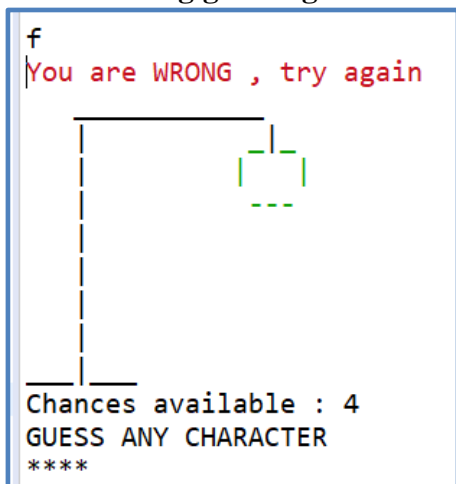 f
You are WRONG , try again
Chances available : 4
GUESS ANY CHARACTER
****